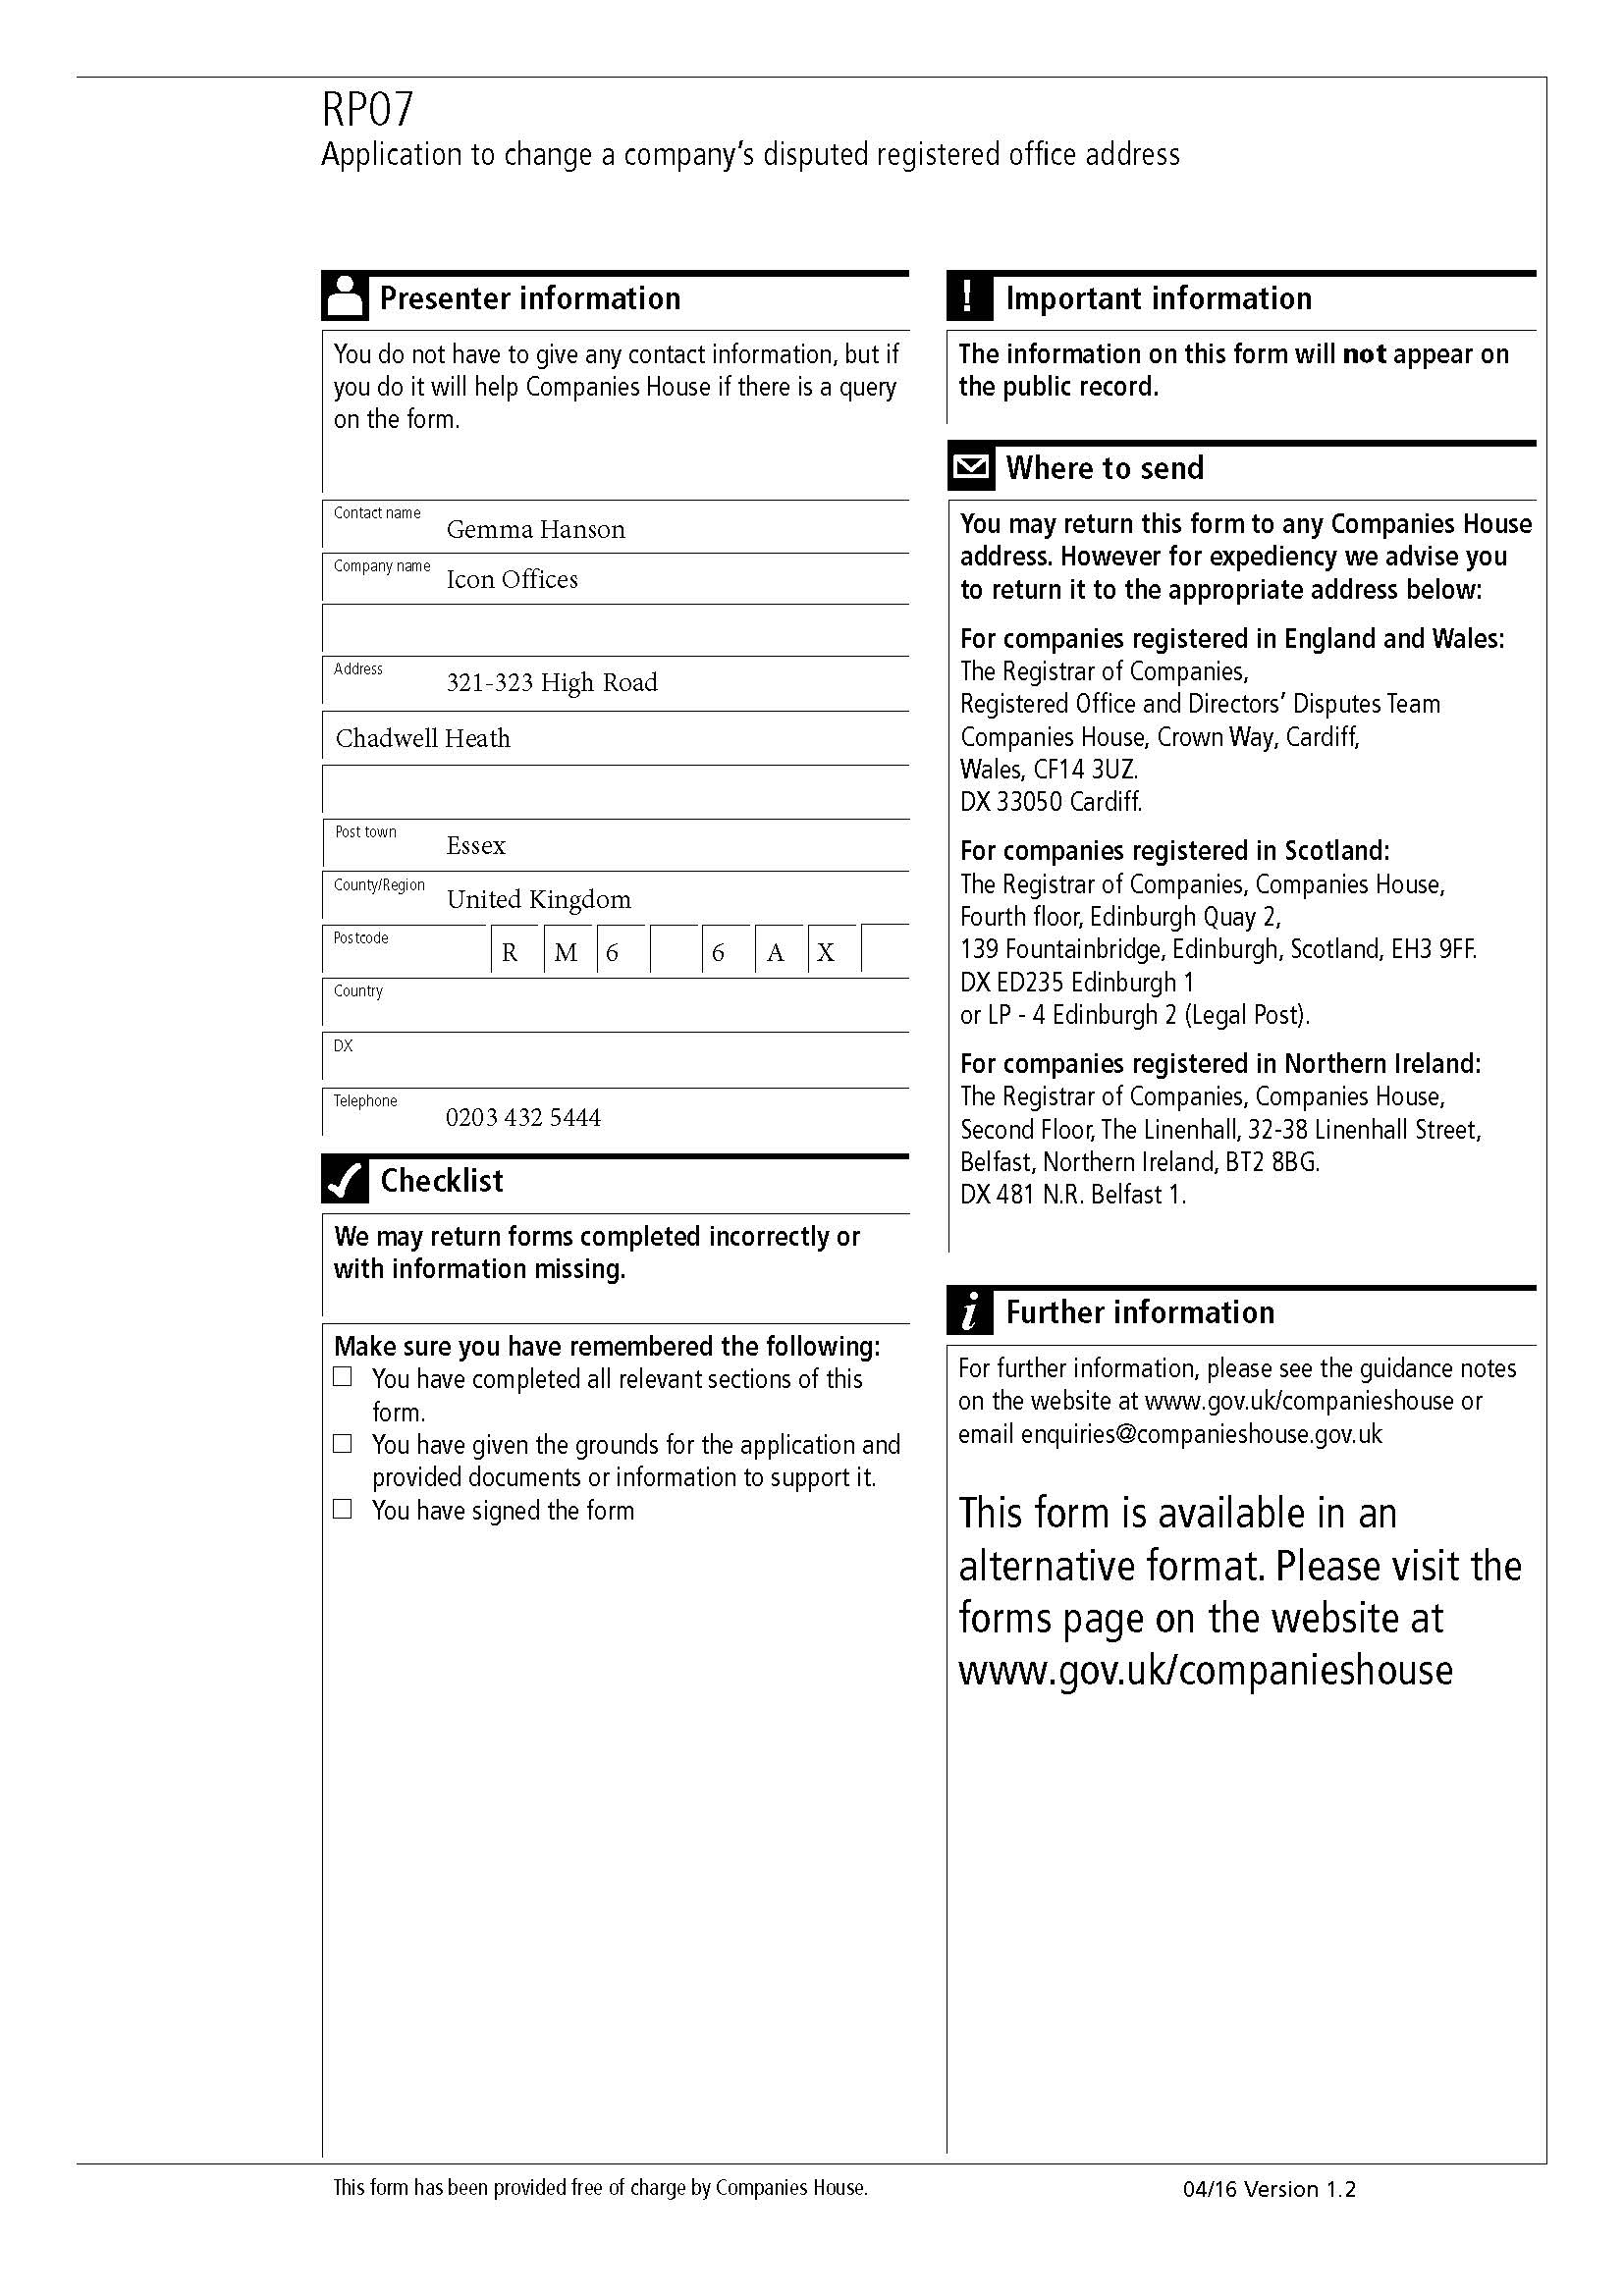 RP07
Application to change a company's disputed registered office address
Presenter information
You do not have to give any contact information, but if
you do it will help Companies House if there is a query
on the form.
Contact name
Gemma Hanson
Company name
Icon Offices
Address
321-323 High Road
Chadwell Heath
Post town
Essex
County/Region
United Kingdom
Postcode
R M 6 6 A X
Country
DX
Telephone
0203 432 5444
Checklist
We may return forms completed incorrectly or
with information missing.
Make sure you have remembered the following:
You have completed all relevant sections of this
form.
You have given the grounds for the application and
provided documents or information to support it.
You have signed the form
! Important information
The information on this form will not appear on
the public record.
Where to send
You may return this form to any Companies House
address. However for expediency we advise you
to return it to the appropriate address below:
For companies registered in England and Wales:
The Registrar of Companies,
Registered Office and Directors' Disputes Team
Companies House, Crown Way, Cardiff,
Wales, CF14 3UZ.
DX 33050 Cardiff.
For companies registered in Scotland:
The Registrar of Companies, Companies House,
Fourth floor, Edinburgh Quay 2,
139 Fountainbridge, Edinburgh, Scotland, EH3 9FF.
DX ED235 Edinburgh 1
or LP - 4 Edinburgh 2 (Legal Post).
For companies registered in Northern Ireland:
The Registrar of Companies, Companies House,
Second Floor, The Linenhall, 32-38 Linenhall Street,
Belfast, Northern Ireland, BT2 8BG.
DX 481 N.R. Belfast 1.
i Further information
For further information, please see the guidance notes
on the website at www.gov.uk/companieshouse or
email enquiries@companieshouse.gov.uk
This form is available in an
alternative format. Please visit the
forms page on the website at
www.gov.uk/companieshouse
This form has been provided free of charge by Companies House.
04/16 Version 1.2